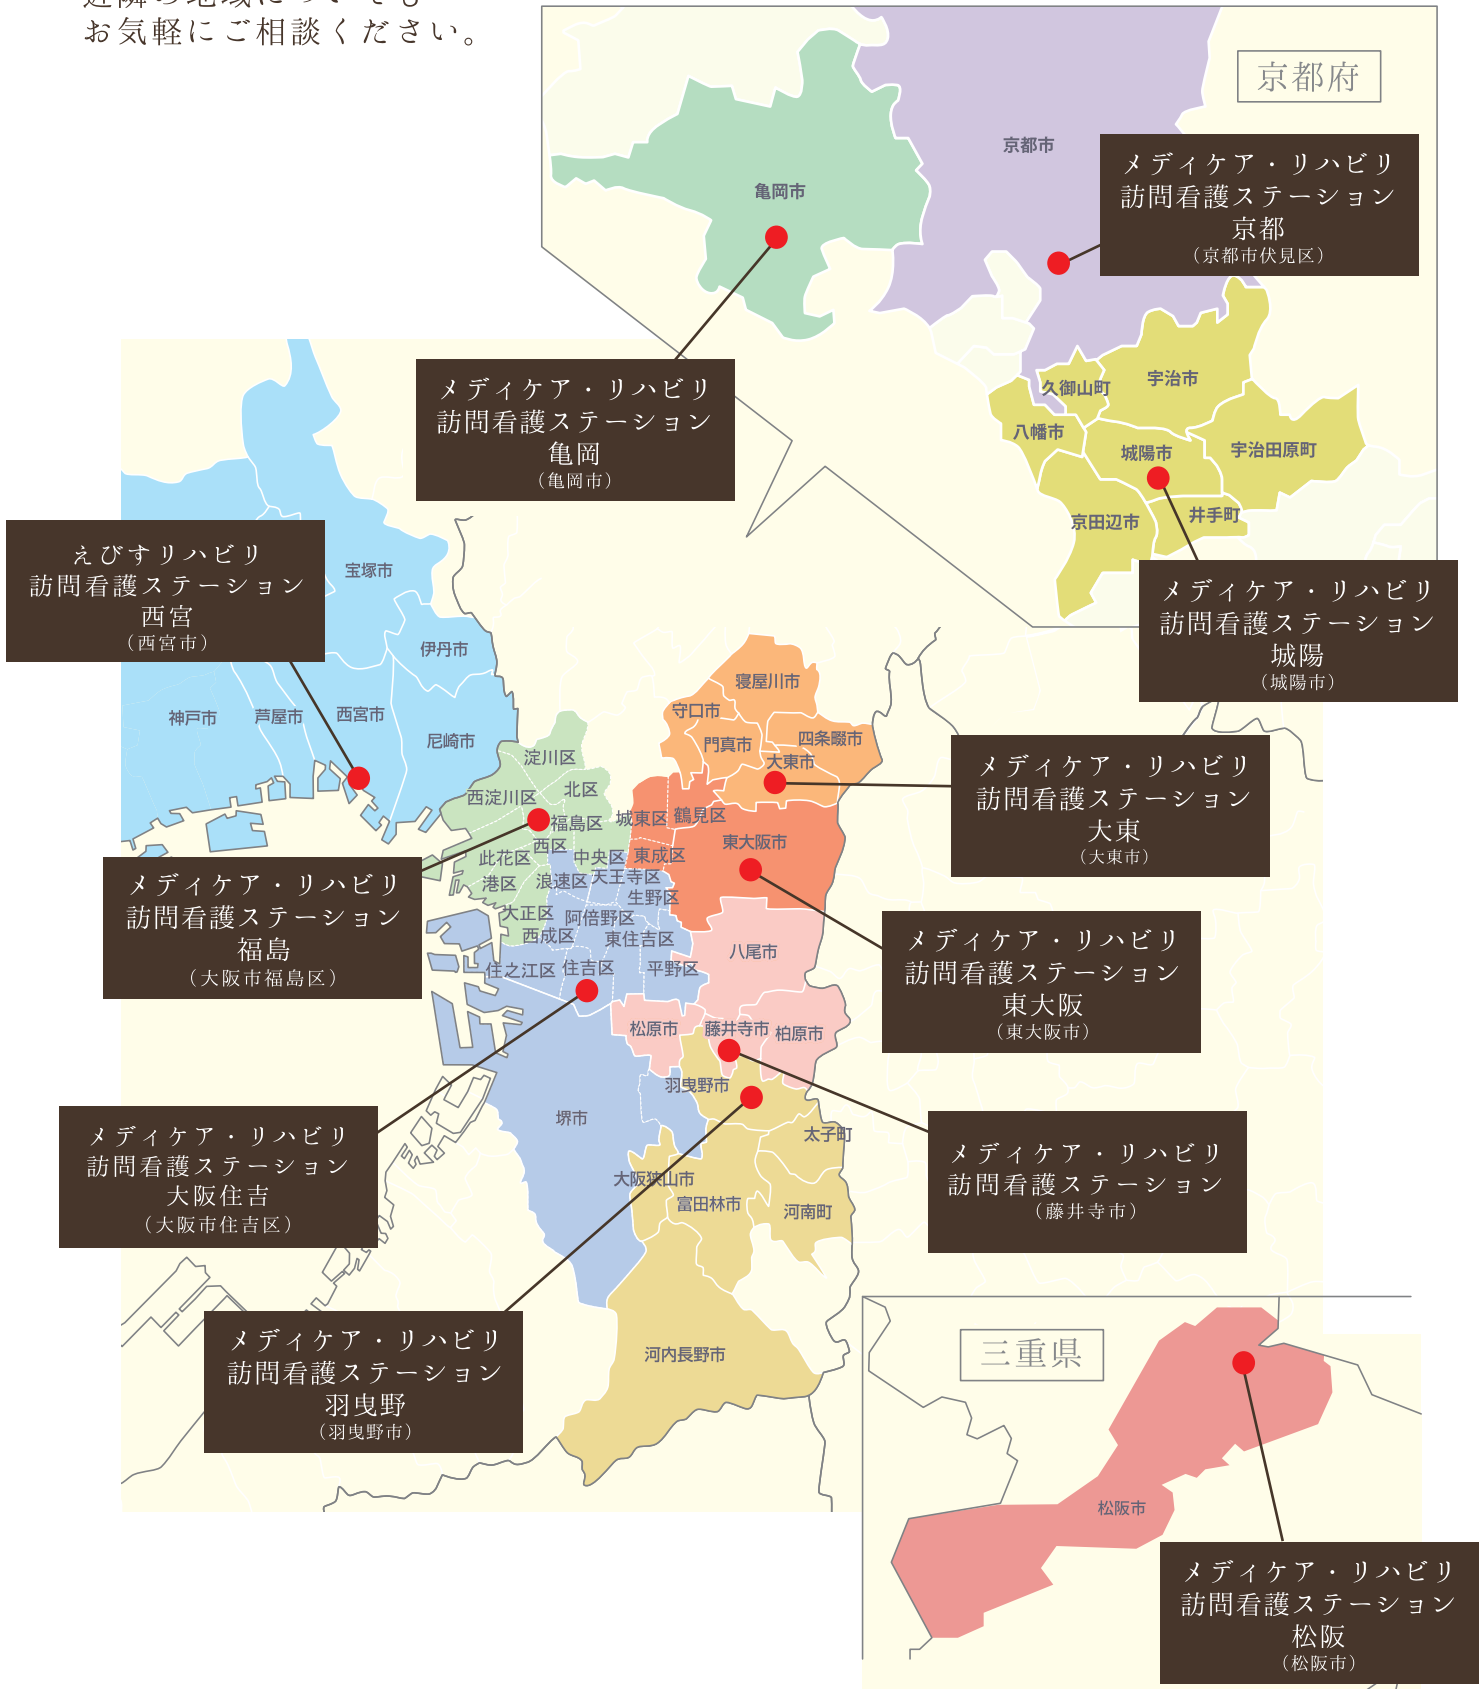 近隣の地域についても
お気軽にご相談ください。
京都府
京都市
亀岡市
メディケア・リハビリ
訪問看護ステーション
京都
（京都市伏見区）
久御山町
宇治市
八幡市
城陽市
宇治田原町
京田辺市
井手町
メディケア・リハビリ
訪問看護ステーション
亀岡
（亀岡市）
メディケア・リハビリ
訪問看護ステーション
城陽
（城陽市）
えびすリハビリ
訪問看護ステーション
西宮
（西宮市）
宝塚市
伊丹市
神戸市
芦屋市
西宮市
尼崎市
寝屋川市
守口市
門真市
四条畷市
大東市
淀川区
西淀川区
北区
福島区
城東区
鶴見区
西区
此花区
中央区
東成区
東大阪市
港区
浪速区
天王寺区
生野区
大正区
阿倍野区
西成区
東住吉区
住之江区
住吉区
平野区
八尾市
松原市
藤井寺市
柏原市
羽曳野市
堺市
太子町
大阪狭山市
富田林市
河南町
河内長野市
メディケア・リハビリ
訪問看護ステーション
大東
（大東市）
メディケア・リハビリ
訪問看護ステーション
福島
（大阪市福島区）
メディケア・リハビリ
訪問看護ステーション
東大阪
（東大阪市）
メディケア・リハビリ
訪問看護ステーション
大阪住吉
（大阪市住吉区）
メディケア・リハビリ
訪問看護ステーション
（藤井寺市）
メディケア・リハビリ
訪問看護ステーション
羽曳野
（羽曳野市）
三重県
松阪市
メディケア・リハビリ
訪問看護ステーション
松阪
（松阪市）